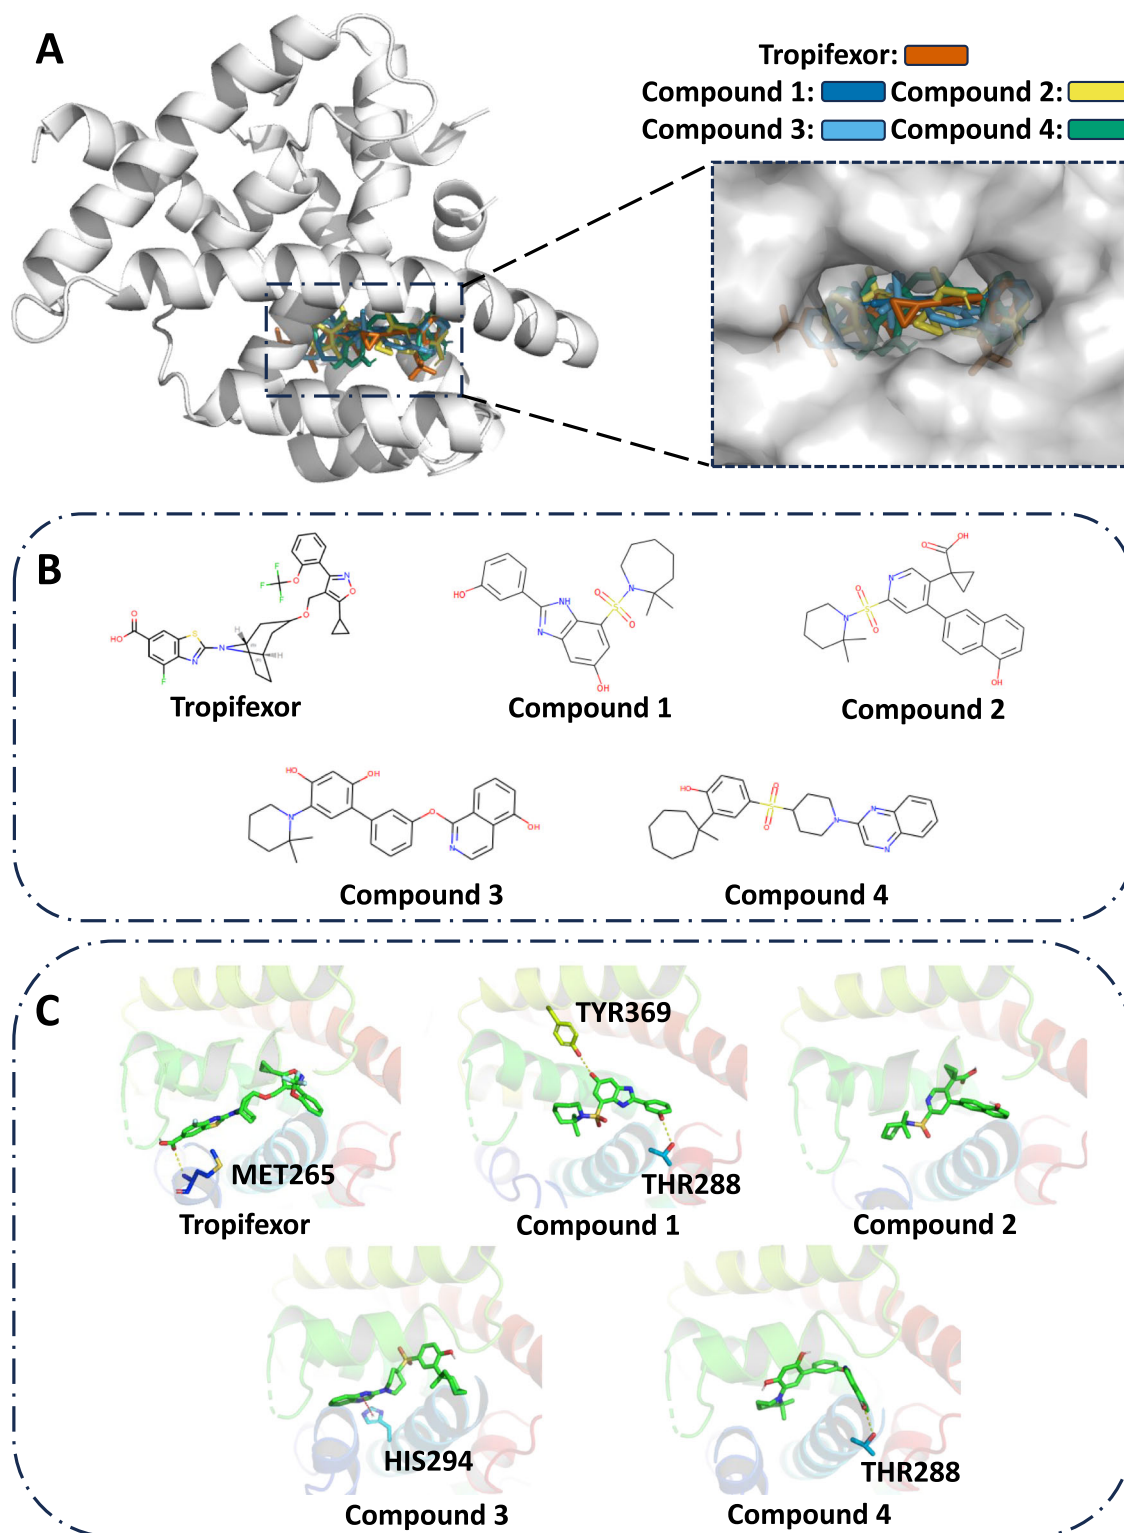 A
Tropifexor:
Compound 1: Compound 2:
Compound 3: Compound 4:
B
Tropifexor
Compound 1
Compound 2
Compound 3
Compound 4
C
TYR369
MET265
THR288
Tropifexor
Compound 1
Compound 2
HIS294
THR288
Compound 3
Compound 4